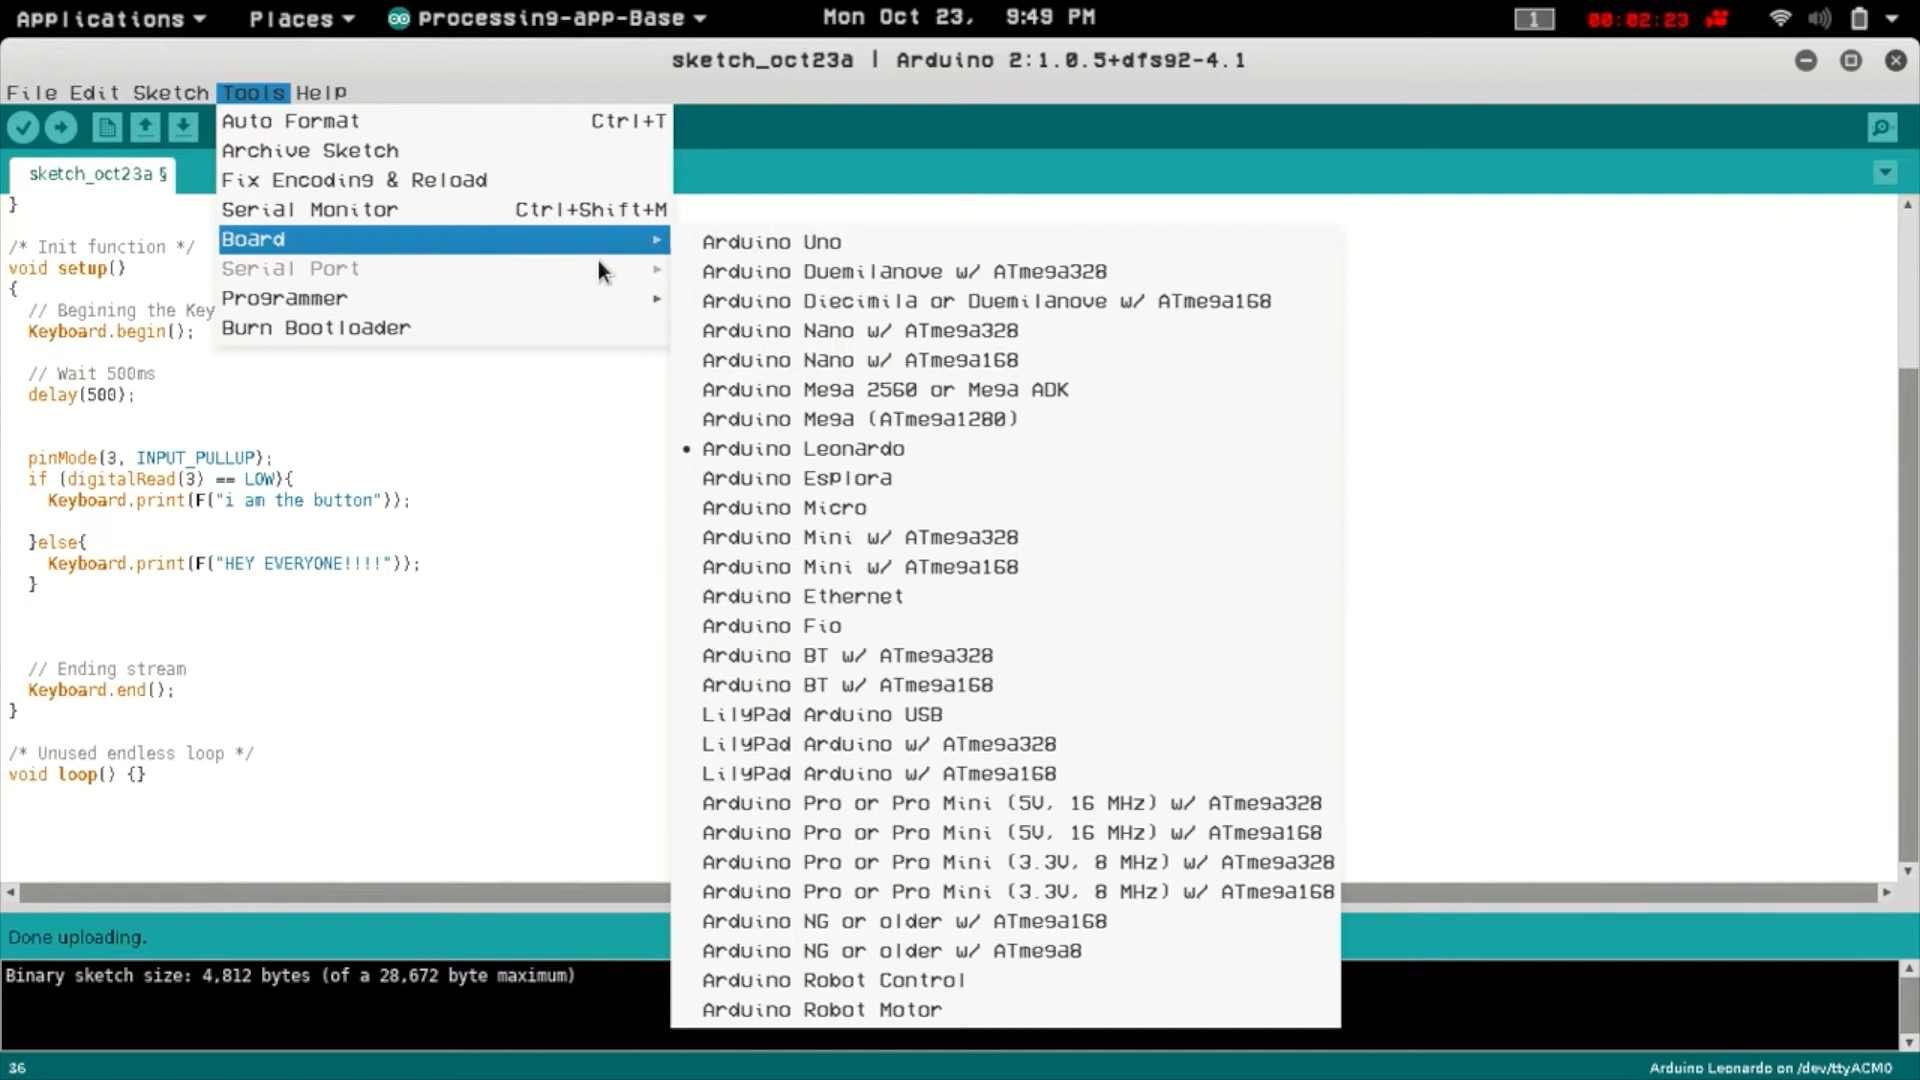 Applications Places Processing-app-Base Mon Oct 23, 9:49 PM 1 00:02:23
sketch_oct23a | Arduino 2:1.0.5+dfsg2-4.1
File Edit Sketch Tools Help
sketch_oct23a §
Auto Format Ctrl+T
Archive Sketch
Fix Encoding & Reload
Serial Monitor Ctrl+Shift+M
Board
Serial Port
Programmer
Burn Bootloader
Arduino Uno
Arduino Duemilanove w/ ATmega328
Arduino Diecimila or Duemilanove w/ ATmega168
Arduino Nano w/ ATmega328
Arduino Nano w/ ATmega168
Arduino Mega 2560 or Mega ADK
Arduino Mega (ATmega1280)
• Arduino Leonardo
Arduino Esplora
Arduino Micro
Arduino Mini w/ ATmega328
Arduino Mini w/ ATmega168
Arduino Ethernet
Arduino Fio
Arduino BT w/ ATmega328
Arduino BT w/ ATmega168
LilyPad Arduino USB
LilyPad Arduino w/ ATmega328
LilyPad Arduino w/ ATmega168
Arduino Pro or Pro Mini (5V, 16 MHz) w/ ATmega328
Arduino Pro or Pro Mini (5V, 16 MHz) w/ ATmega168
Arduino Pro or Pro Mini (3.3V, 8 MHz) w/ ATmega328
Arduino Pro or Pro Mini (3.3V, 8 MHz) w/ ATmega168
Arduino NG or older w/ ATmega168
Arduino NG or older w/ ATmega8
Arduino Robot Control
Arduino Robot Motor
}
/* Init function */
void setup()
{
// Begining the Key
Keyboard.begin();
// Wait 500ms
delay(500);
pinMode(3, INPUT_PULLUP);
if (digitalRead(3) == LOW){
Keyboard.print(F("i am the button"));
}else{
Keyboard.print(F("HEY EVERYONE!!!!"));
}
// Ending stream
Keyboard.end();
}
/* Unused endless loop */
void loop() {}
Done uploading.
Binary sketch size: 4,812 bytes (of a 28,672 byte maximum)
36 Arduino Leonardo on /dev/ttyACM0